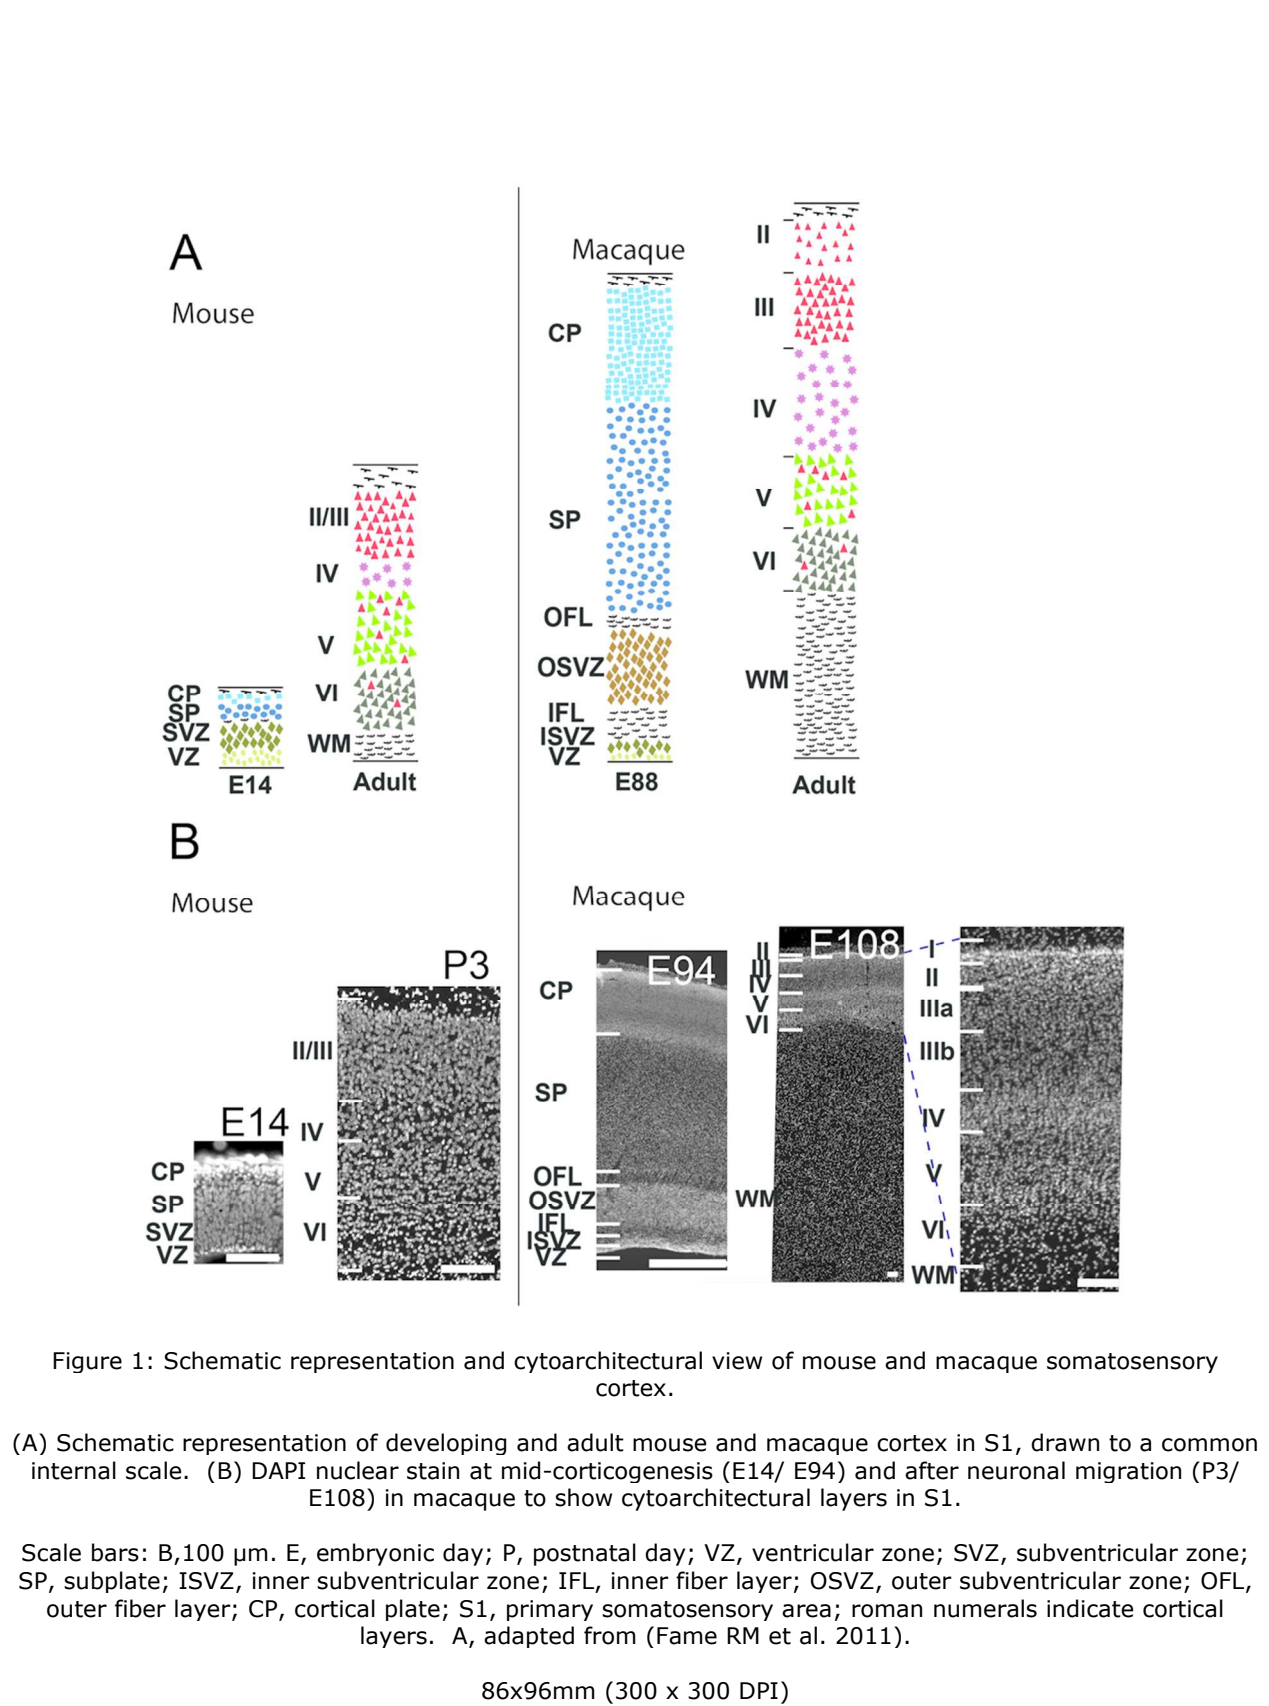 A
Mouse
II/III
IV
V
VI
WM
CP
SP
SVZ
VZ
E14
Adult
Macaque
CP
SP
OFL
OSVZ
IFL
ISVZ
VZ
E88
II
III
IV
V
VI
WM
Adult
B
Mouse
E14
CP
SP
SVZ
VZ
P3
II/III
IV
V
VI
Macaque
E94
CP
SP
OFL
OSVZ
IFL
ISVZ
VZ
E108
II
III
IV
V
VI
WM
I
II
IIIa
IIIb
IV
V
VI
WM
Figure 1: Schematic representation and cytoarchitectural view of mouse and macaque somatosensory
cortex.
(A) Schematic representation of developing and adult mouse and macaque cortex in S1, drawn to a common
internal scale. (B) DAPI nuclear stain at mid-corticogenesis (E14/ E94) and after neuronal migration (P3/
E108) in macaque to show cytoarchitectural layers in S1.
Scale bars: B,100 µm. E, embryonic day; P, postnatal day; VZ, ventricular zone; SVZ, subventricular zone;
SP, subplate; ISVZ, inner subventricular zone; IFL, inner fiber layer; OSVZ, outer subventricular zone; OFL,
outer fiber layer; CP, cortical plate; S1, primary somatosensory area; roman numerals indicate cortical
layers. A, adapted from (Fame RM et al. 2011).
86x96mm (300 x 300 DPI)